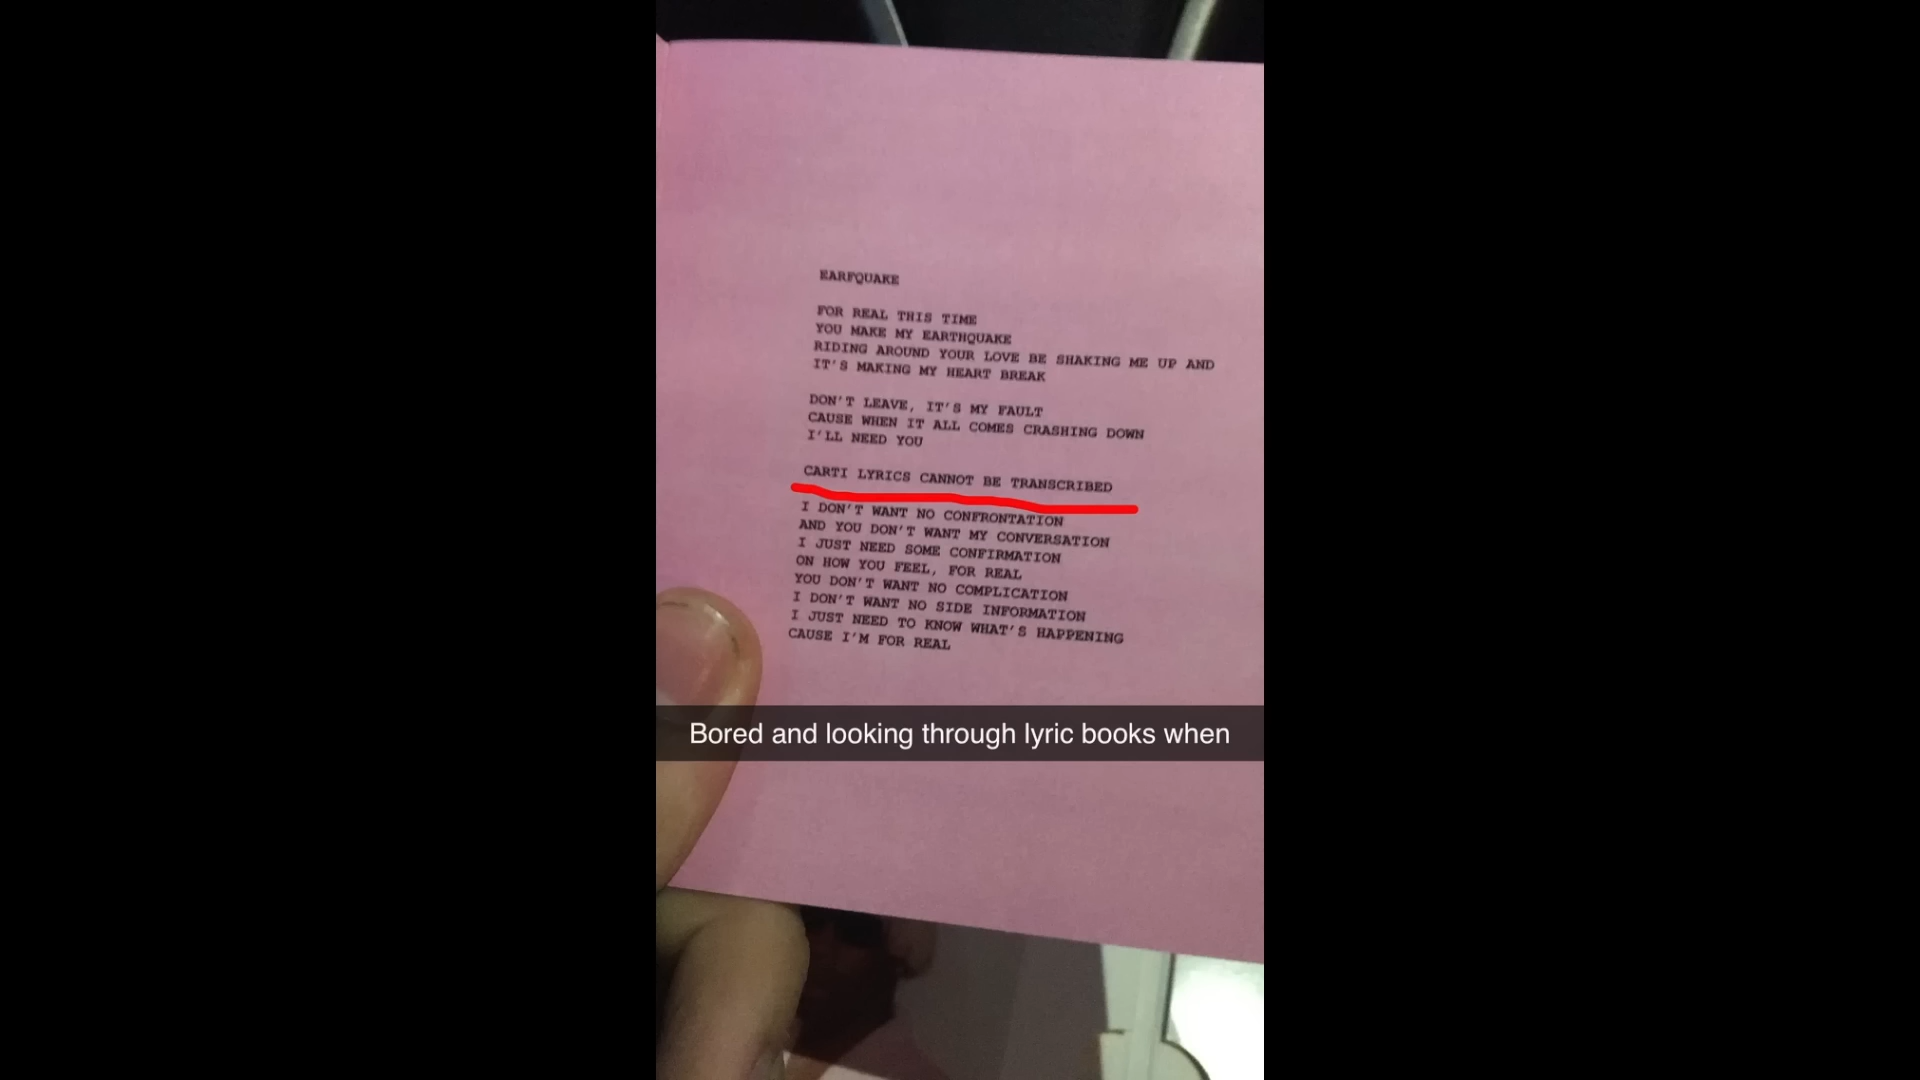 EARFQUAKE
FOR REAL THIS TIME
YOU MAKE MY EARTHQUAKE
RIDING AROUND YOUR LOVE BE SHAKING ME UP AND
IT'S MAKING MY HEART BREAK
DON'T LEAVE, IT'S MY FAULT
CAUSE WHEN IT ALL COMES CRASHING DOWN
I'LL NEED YOU
CARTI LYRICS CANNOT BE TRANSCRIBED
I DON'T WANT NO CONFRONTATION
AND YOU DON'T WANT MY CONVERSATION
I JUST NEED SOME CONFIRMATION
ON HOW YOU FEEL, FOR REAL
YOU DON'T WANT NO COMPLICATION
I DON'T WANT NO SIDE INFORMATION
I JUST NEED TO KNOW WHAT'S HAPPENING
CAUSE I'M FOR REAL
Bored and looking through lyric books when